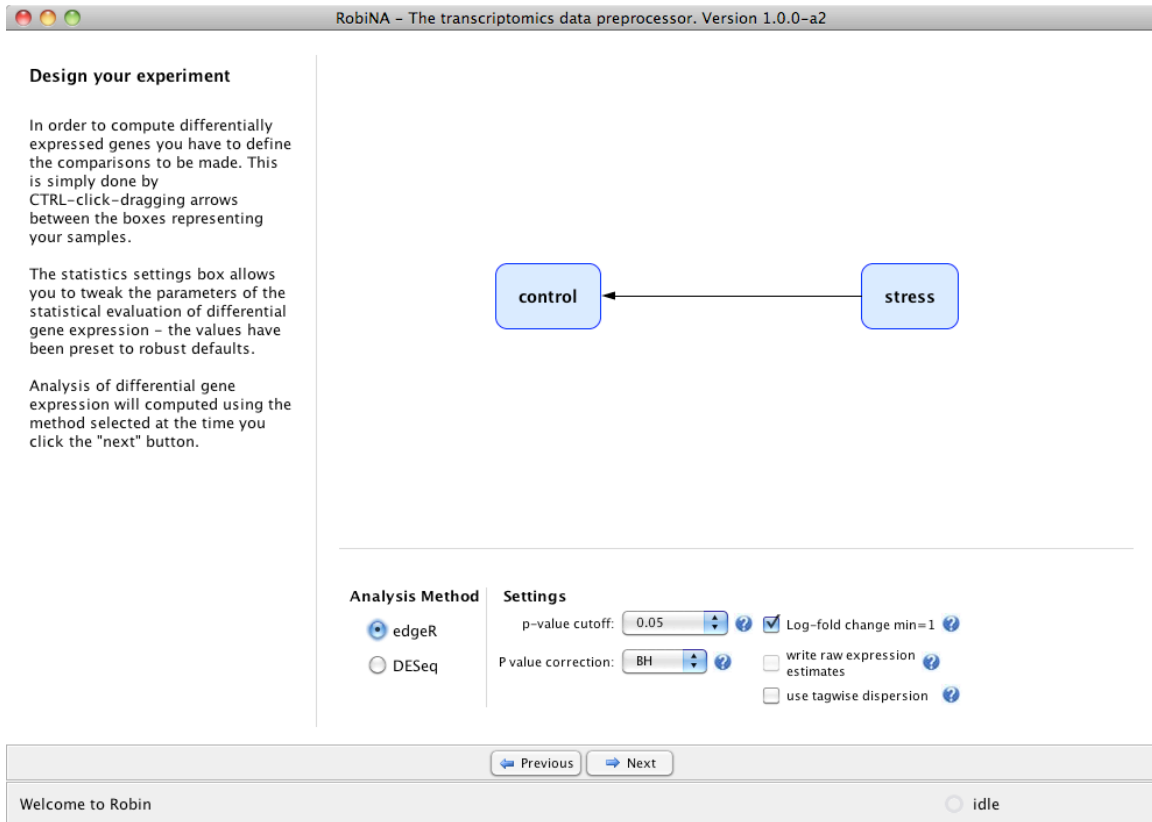 RobiNA – The transcriptomics data preprocessor. Version 1.0.0-a2
Design your experiment
In order to compute differentially
expressed genes you have to define
the comparisons to be made. This
is simply done by
CTRL-click-dragging arrows
between the boxes representing
your samples.
The statistics settings box allows
you to tweak the parameters of the
statistical evaluation of differential
gene expression – the values have
been preset to robust defaults.
Analysis of differential gene
expression will computed using the
method selected at the time you
click the "next" button.
control
stress
Analysis Method
edgeR
DESeq
Settings
p-value cutoff: 0.05 ?
P value correction: BH ?
Log-fold change min=1 ?
write raw expression
estimates ?
use tagwise dispersion ?
Previous
Next
Welcome to Robin
idle